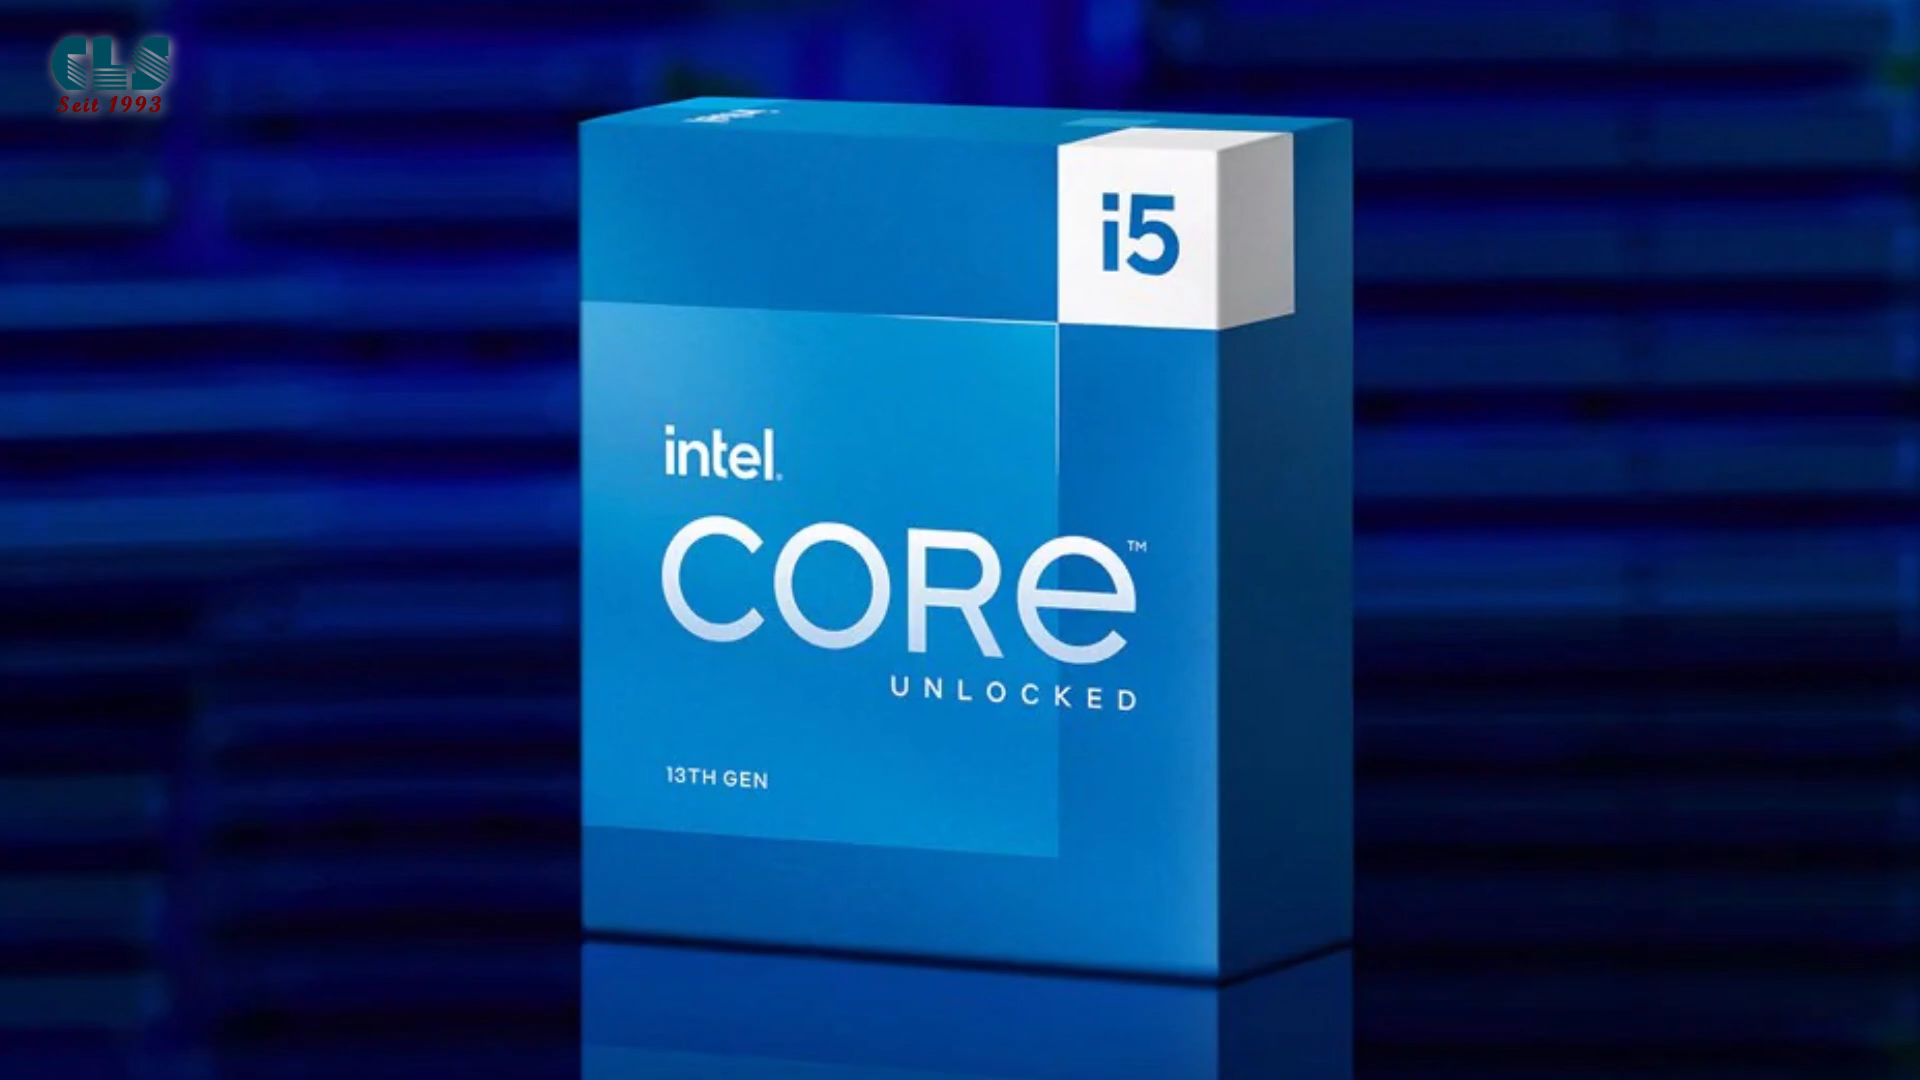 CLS
Seit 1993
i5
intel.
CORe™
UNLOCKED
13TH GEN